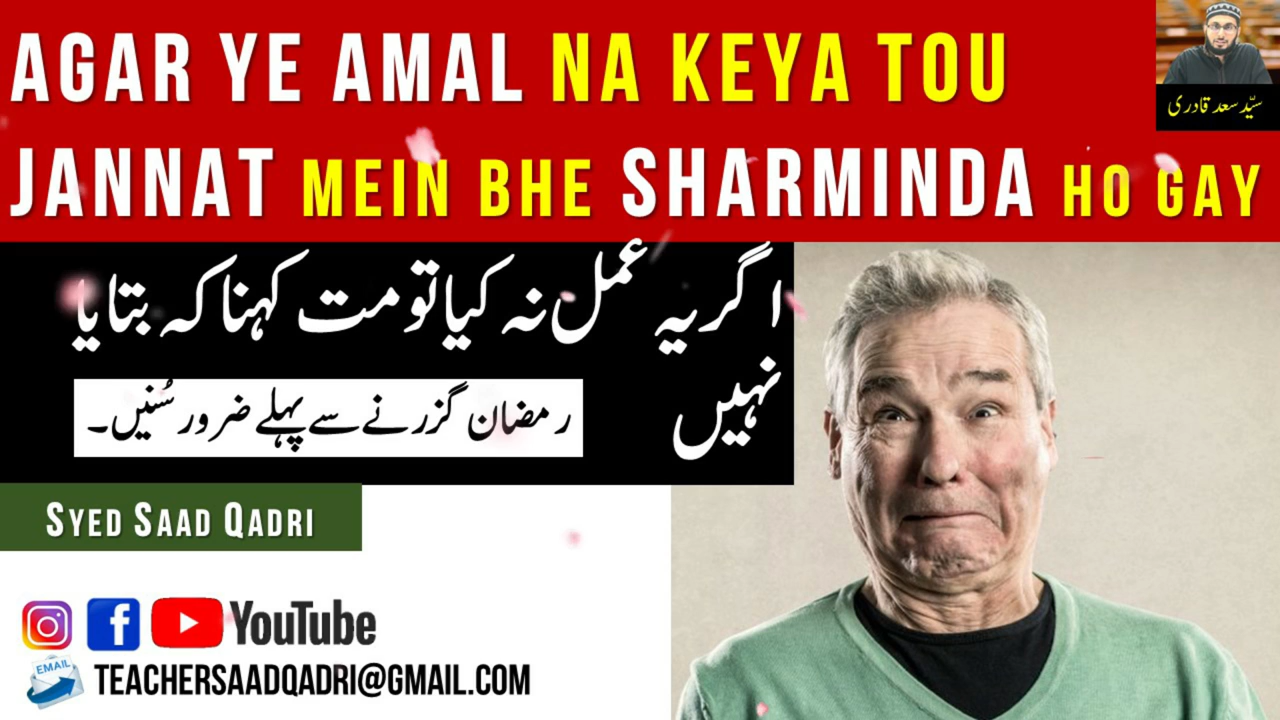 AGAR YE AMAL NA KEYA TOU
سیّد سعد قادری
JANNAT MEIN BHE SHARMINDA HO GAY
اگر یہ عمل نہ کیا تو مت کہنا کہ بتایا
نہیں
رمضان گزرنے سے پہلے ضرور سُنیں۔
SYED SAAD QADRI
YouTube
EMAIL
TEACHERSAADQADRI@GMAIL.COM